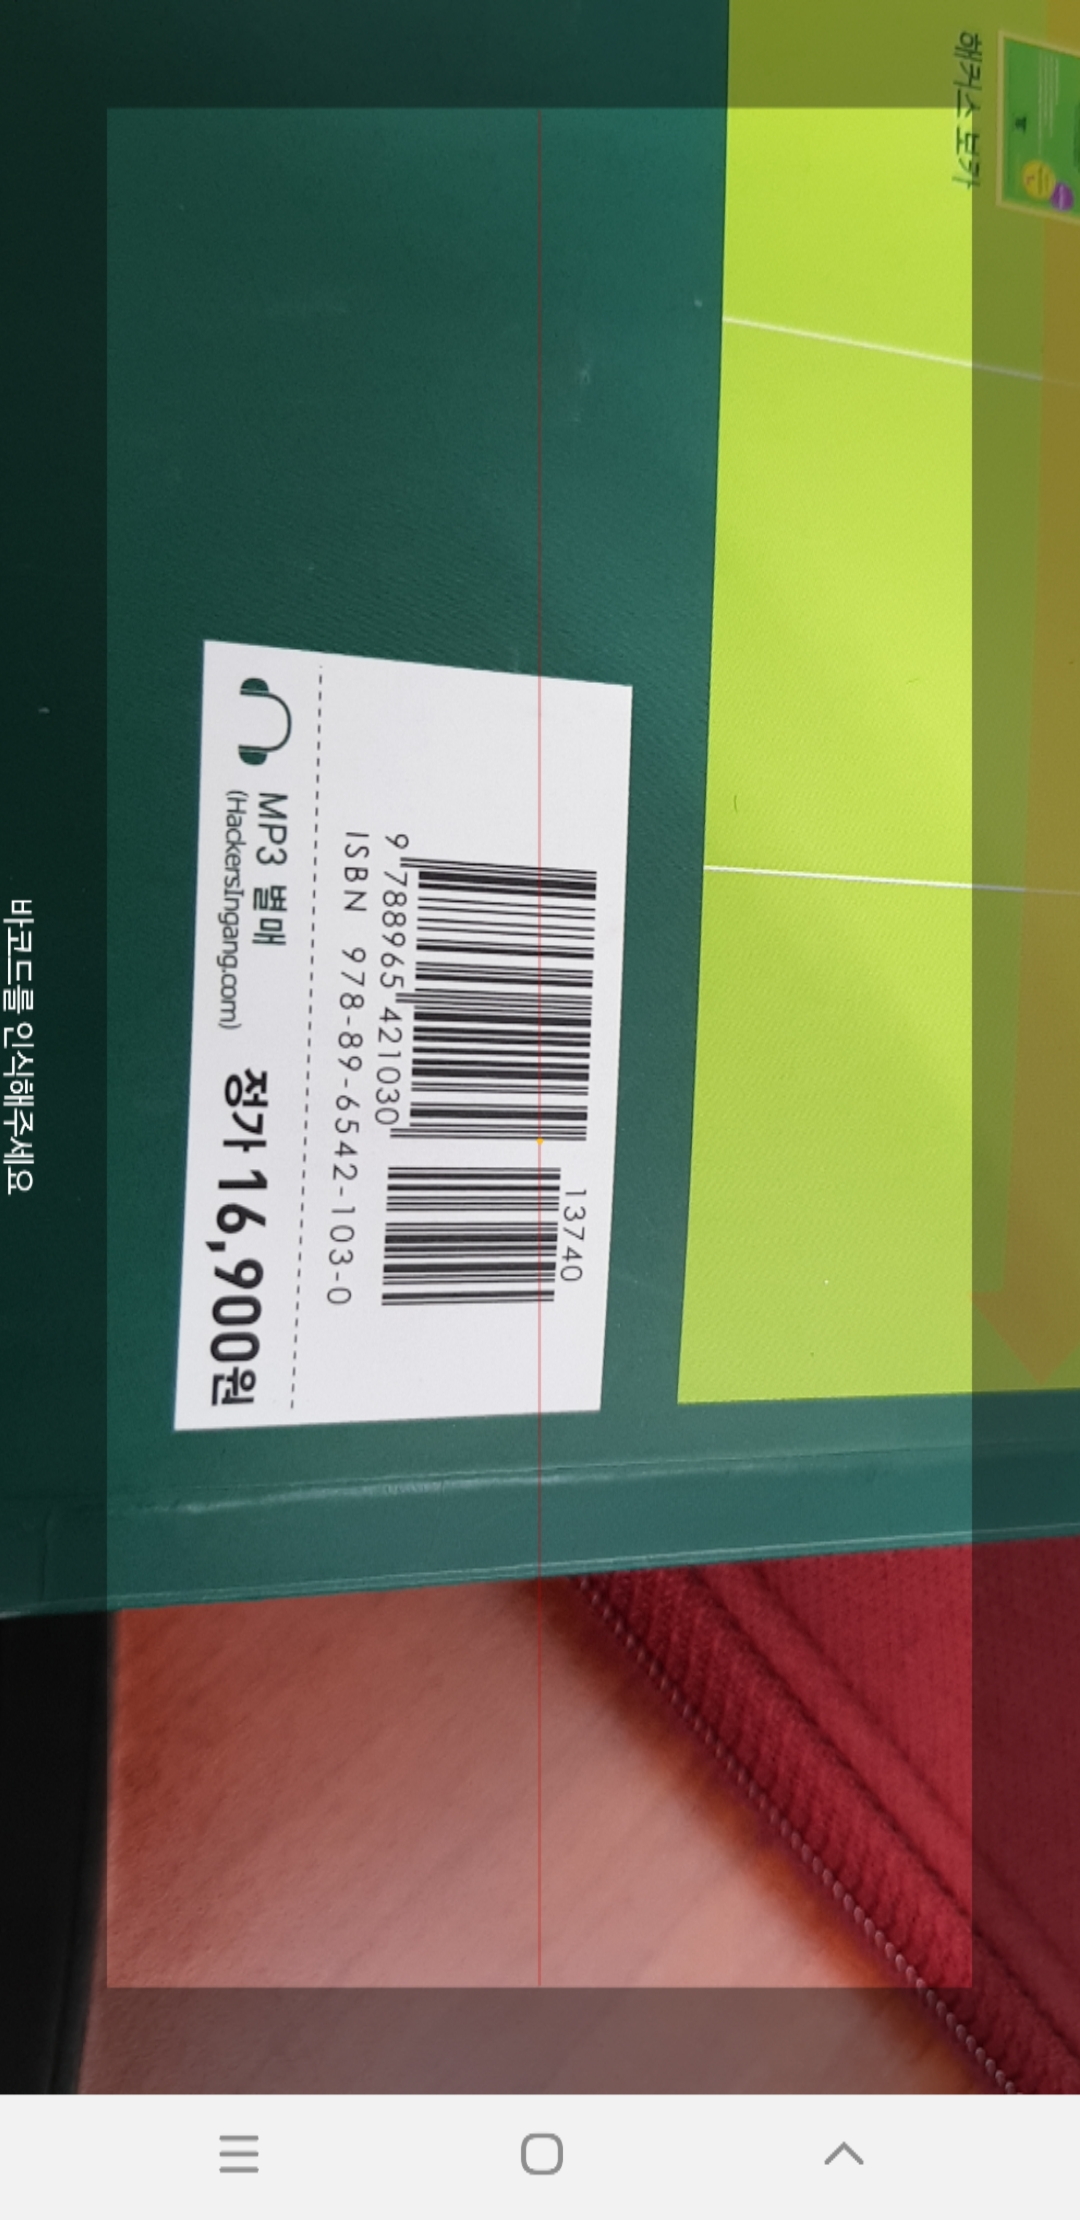 해커스 보카
13740
9 788965 421030
ISBN 978-89-6542-103-0
MP3 별매
(HackersIngang.com)
정가 16,900원
바코드를 인식해주세요